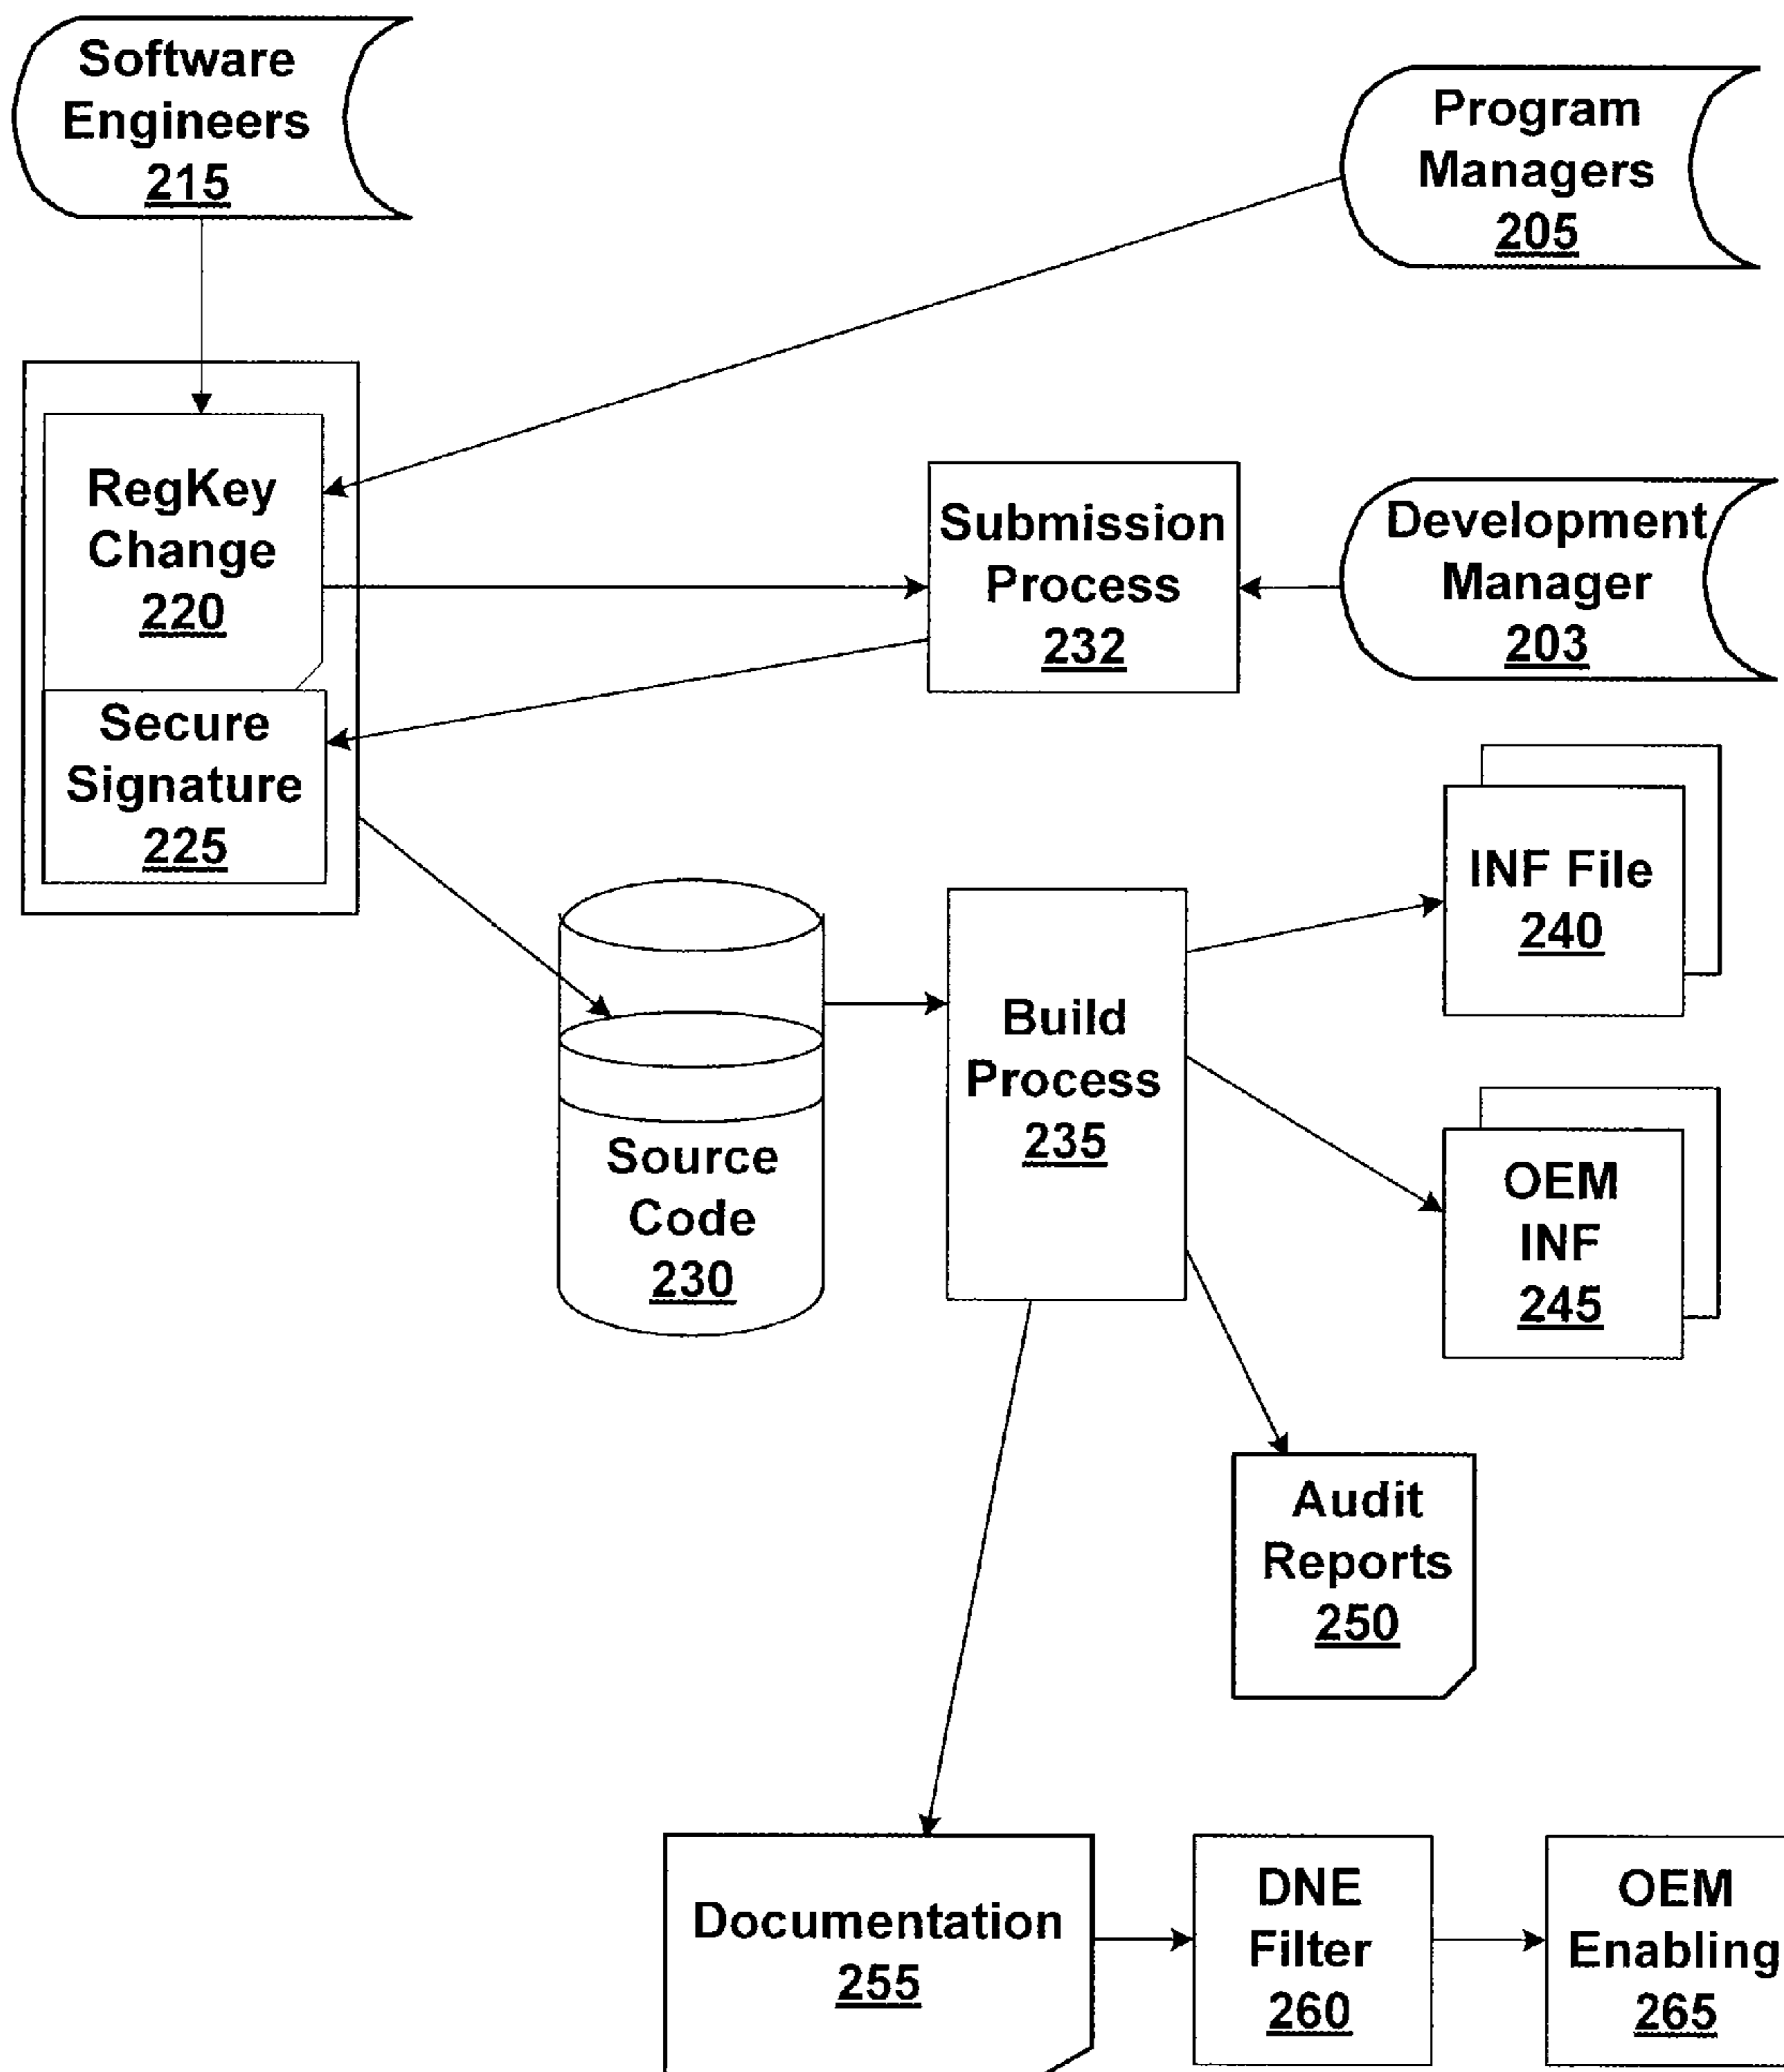 Software
Engineers
215
Program
Managers
205
RegKey
Change
220
Submission
Process
232
Development
Manager
203
Secure
Signature
225
INF File
240
Build
Process
235
Source
Code
230
OEM
INF
245
Audit
Reports
250
Documentation
255
DNE
Filter
260
OEM
Enabling
265